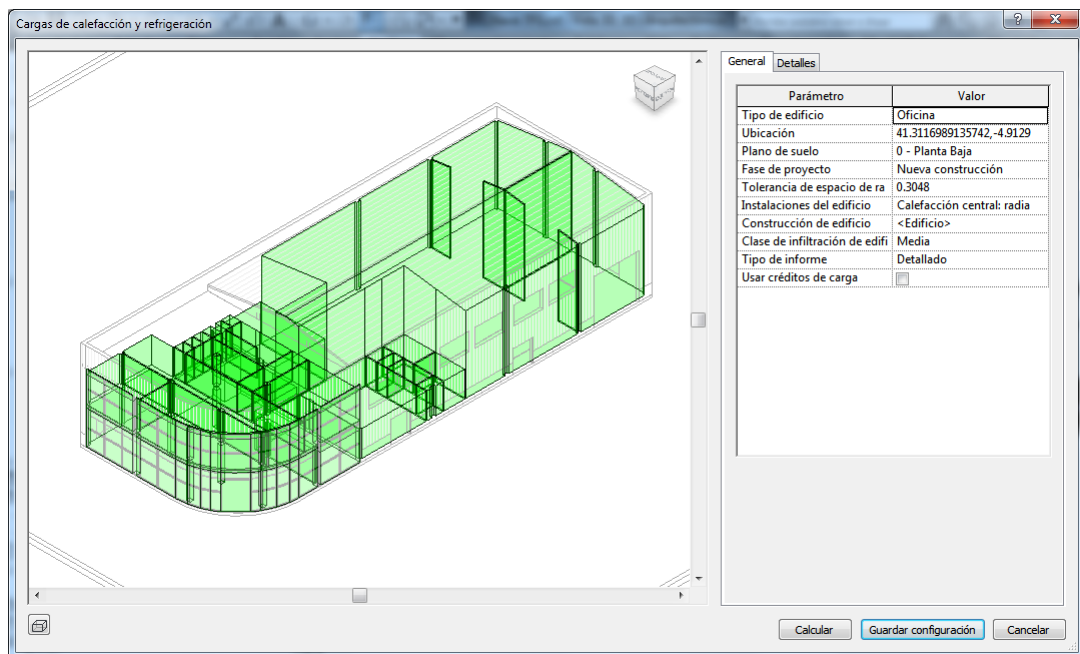 Cargas de calefacción y refrigeración
General Detalles
Parámetro Valor
Tipo de edificio Oficina
Ubicación 41.3116989135742,-4.9129
Plano de suelo 0 - Planta Baja
Fase de proyecto Nueva construcción
Tolerancia de espacio de ra 0.3048
Instalaciones del edificio Calefacción central: radia
Construcción de edificio <Edificio>
Clase de infiltración de edifi Media
Tipo de informe Detallado
Usar créditos de carga
Calcular Guardar configuración Cancelar